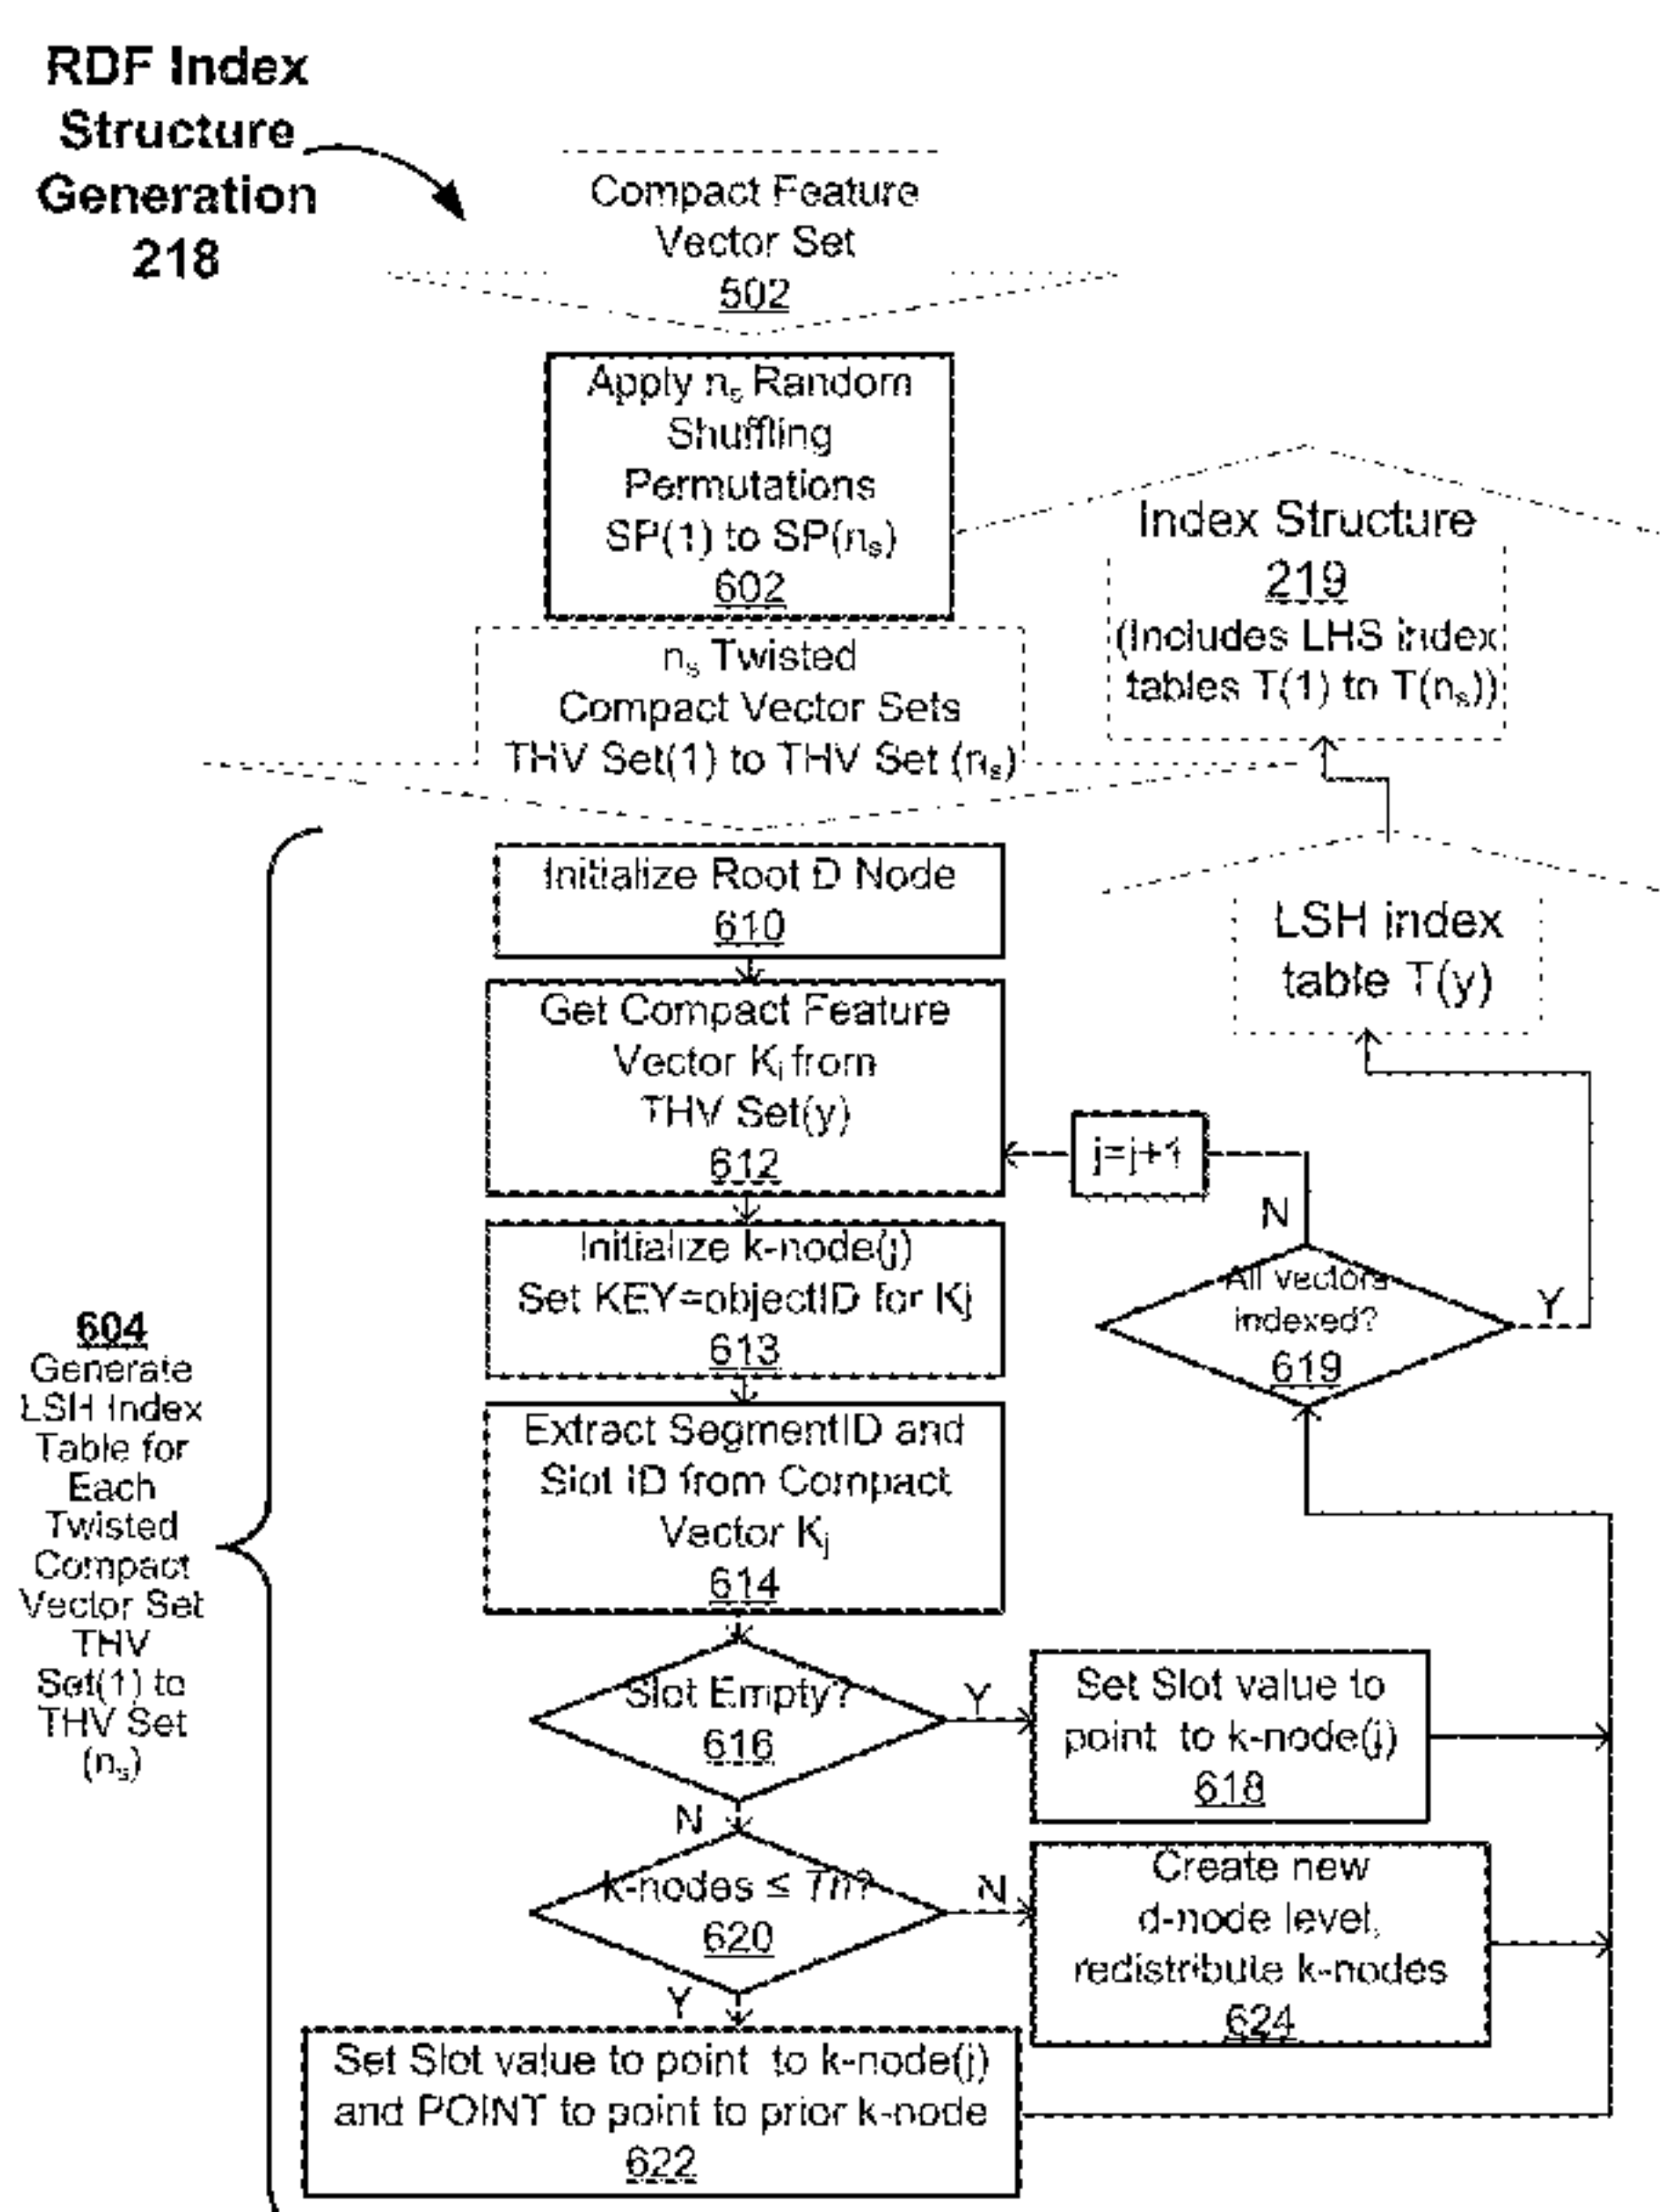 RDF Index
Structure
Generation
218
Compact Feature
Vector Set
502
Apply nₛ Random
Shuffling
Permutations
SP(1) to SP(nₛ)
602
nₛ Twisted
Compact Vector Sets
THV Set(1) to THV Set (nₛ)
Index Structure
219
(Includes LHS index
tables T(1) to T(nₛ))
LSH index
table T(y)
604
Generate
LSH Index
Table for
Each
Twisted
Compact
Vector Set
THV
Set(1) to
THV Set
(nₛ)
Initialize Root D Node
610
Get Compact Feature
Vector Kⱼ from
THV Set(y)
612
j=j+1
Initialize k-node(j)
Set KEY=objectID for Kj
613
N
All vectors
indexed?
619
Y
Extract SegmentID and
Slot ID from Compact
Vector Kⱼ
614
Slot Empty?
616
Y
Set Slot value to
point to k-node(j)
618
N
k-nodes ≤ Th?
620
N
Create new
d-node level,
redistribute k-nodes
624
Y
Set Slot value to point to k-node(j)
and POINT to point to prior k-node
622